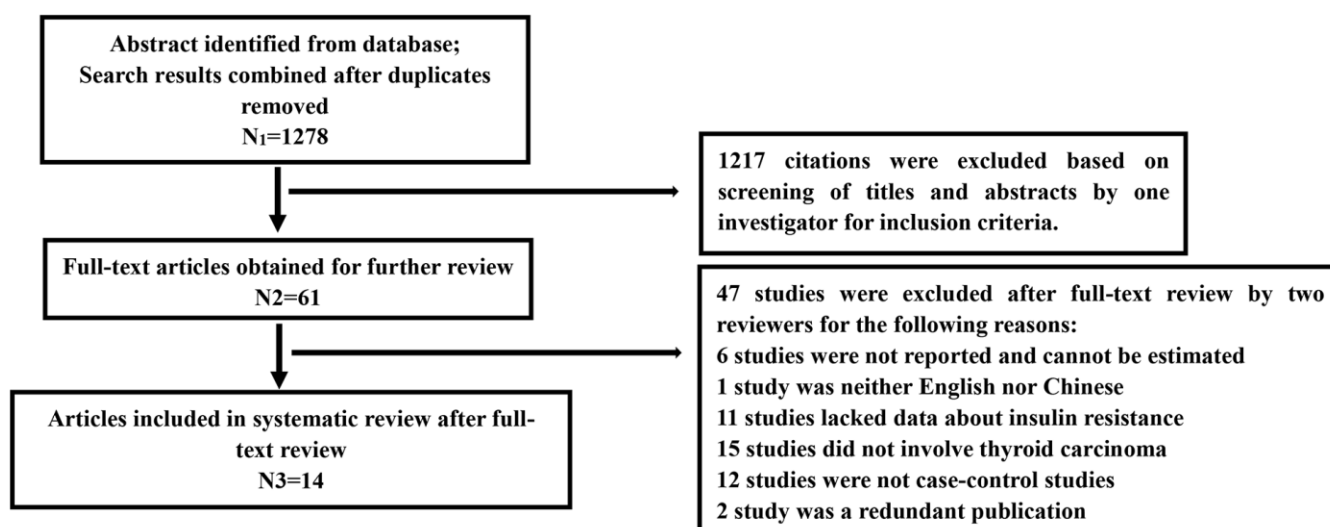 Abstract identified from database;
Search results combined after duplicates
removed
N₁=1278
1217 citations were excluded based on
screening of titles and abstracts by one
investigator for inclusion criteria.
Full-text articles obtained for further review
N2=61
47 studies were excluded after full-text review by two
reviewers for the following reasons:
6 studies were not reported and cannot be estimated
1 study was neither English nor Chinese
11 studies lacked data about insulin resistance
15 studies did not involve thyroid carcinoma
12 studies were not case-control studies
2 study was a redundant publication
Articles included in systematic review after full-
text review
N3=14